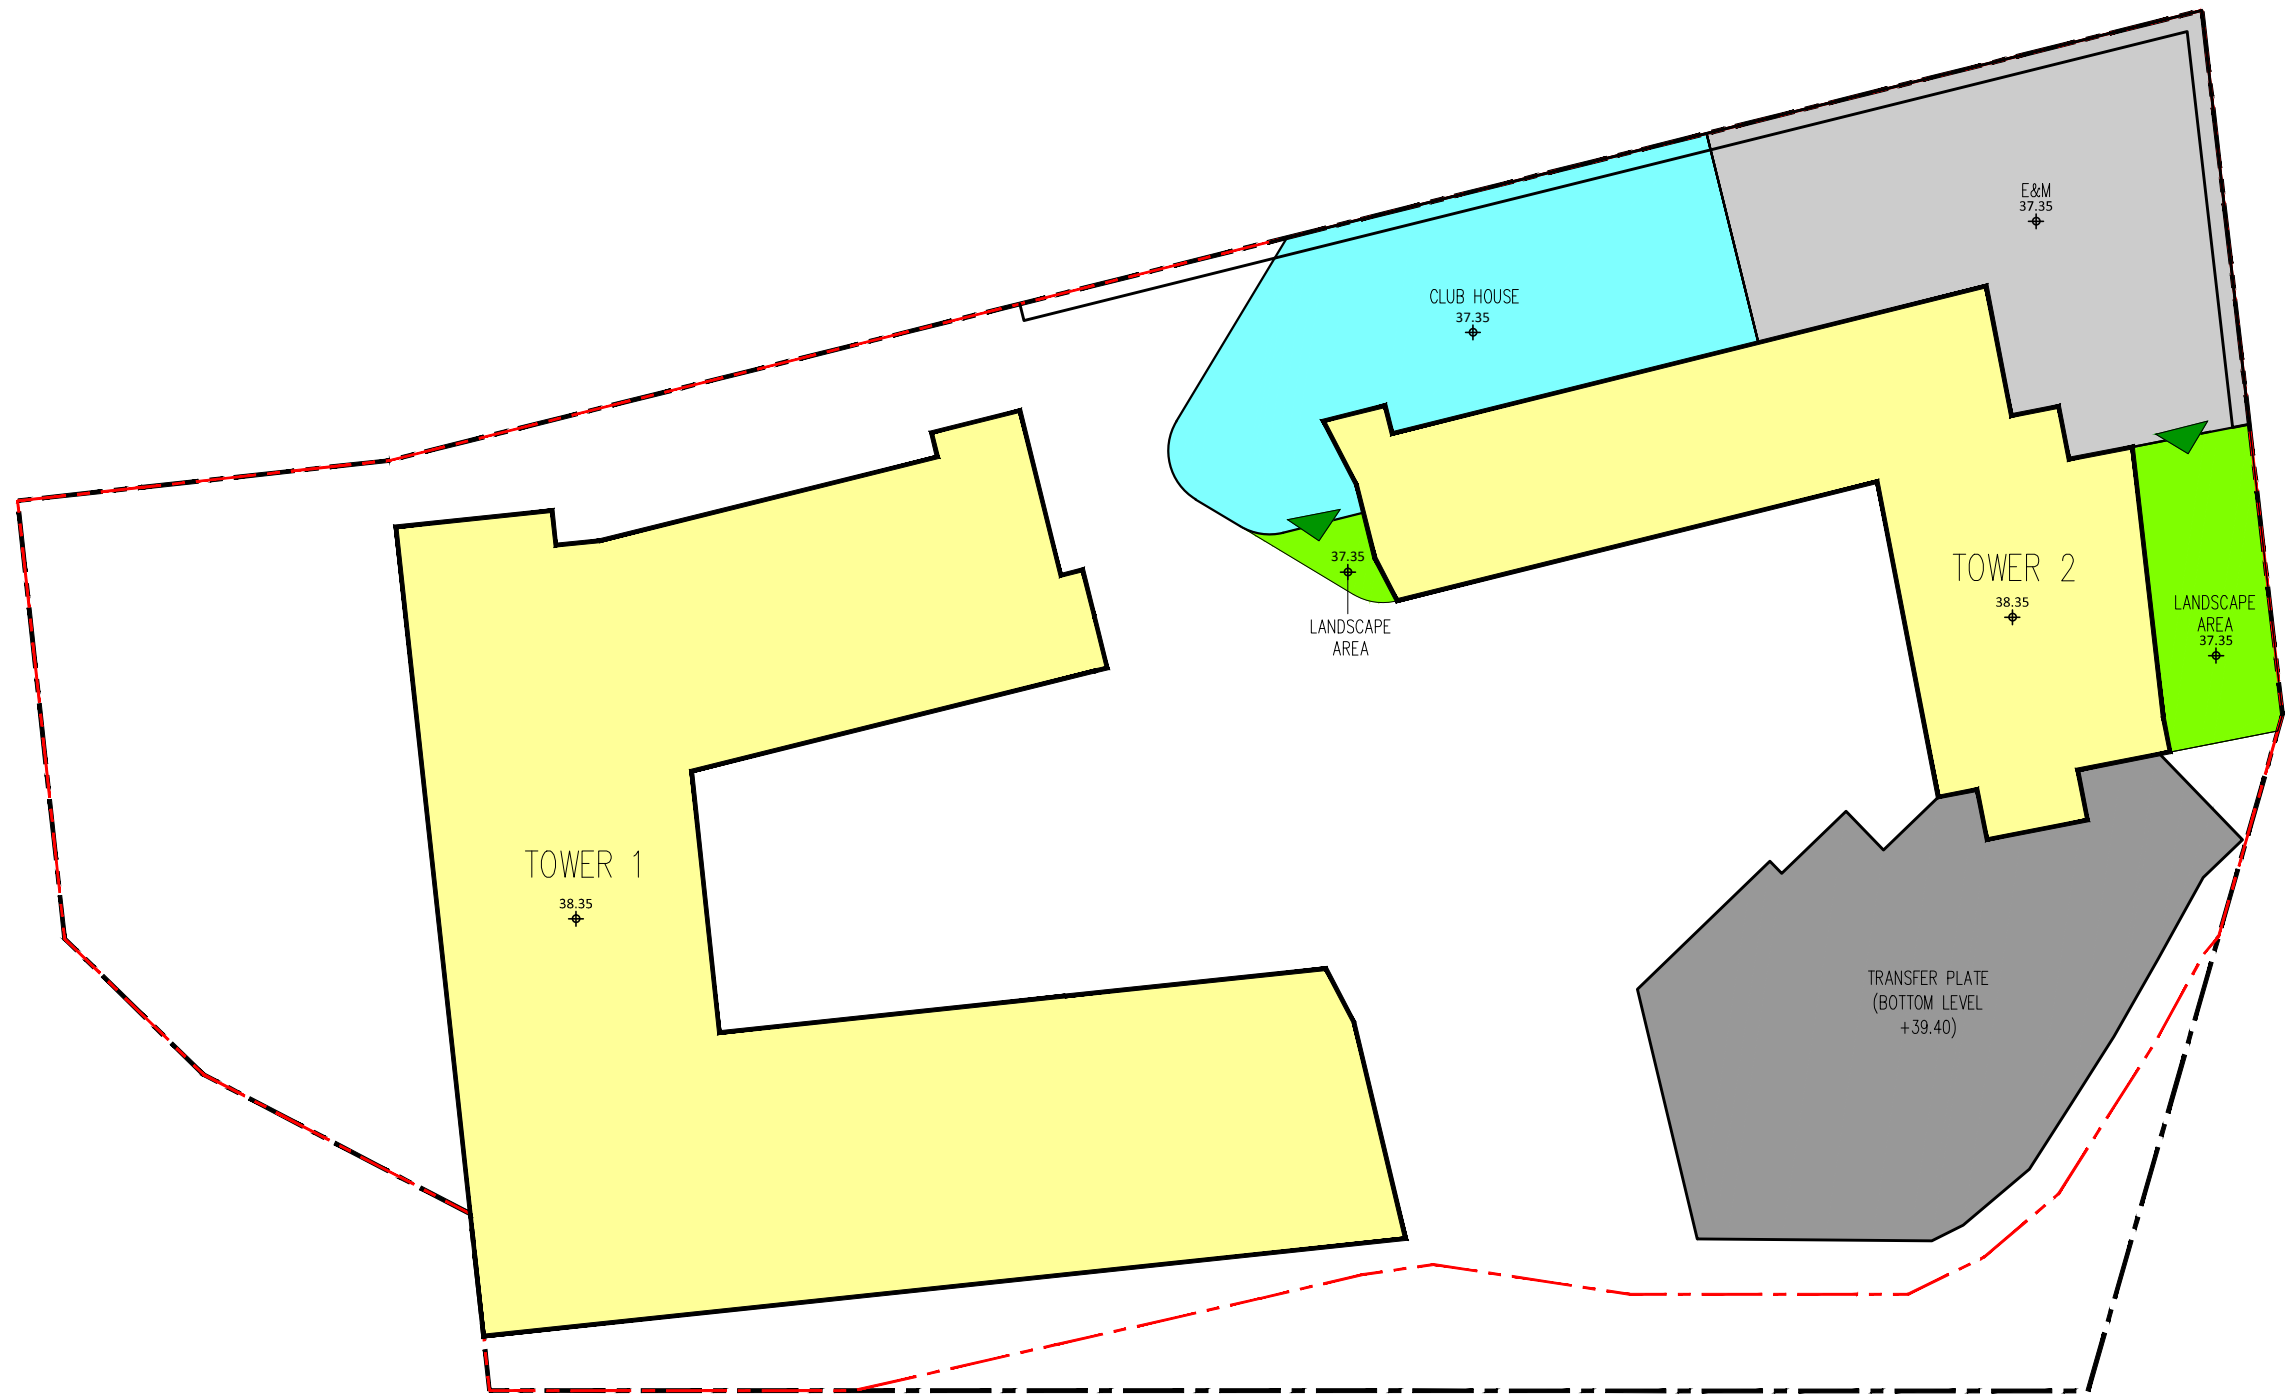 E&M
37.35
CLUB HOUSE
37.35
37.35
LANDSCAPE
AREA
TOWER 2
38.35
LANDSCAPE
AREA
37.35
TOWER 1
38.35
TRANSFER PLATE
(BOTTOM LEVEL
+39.40)